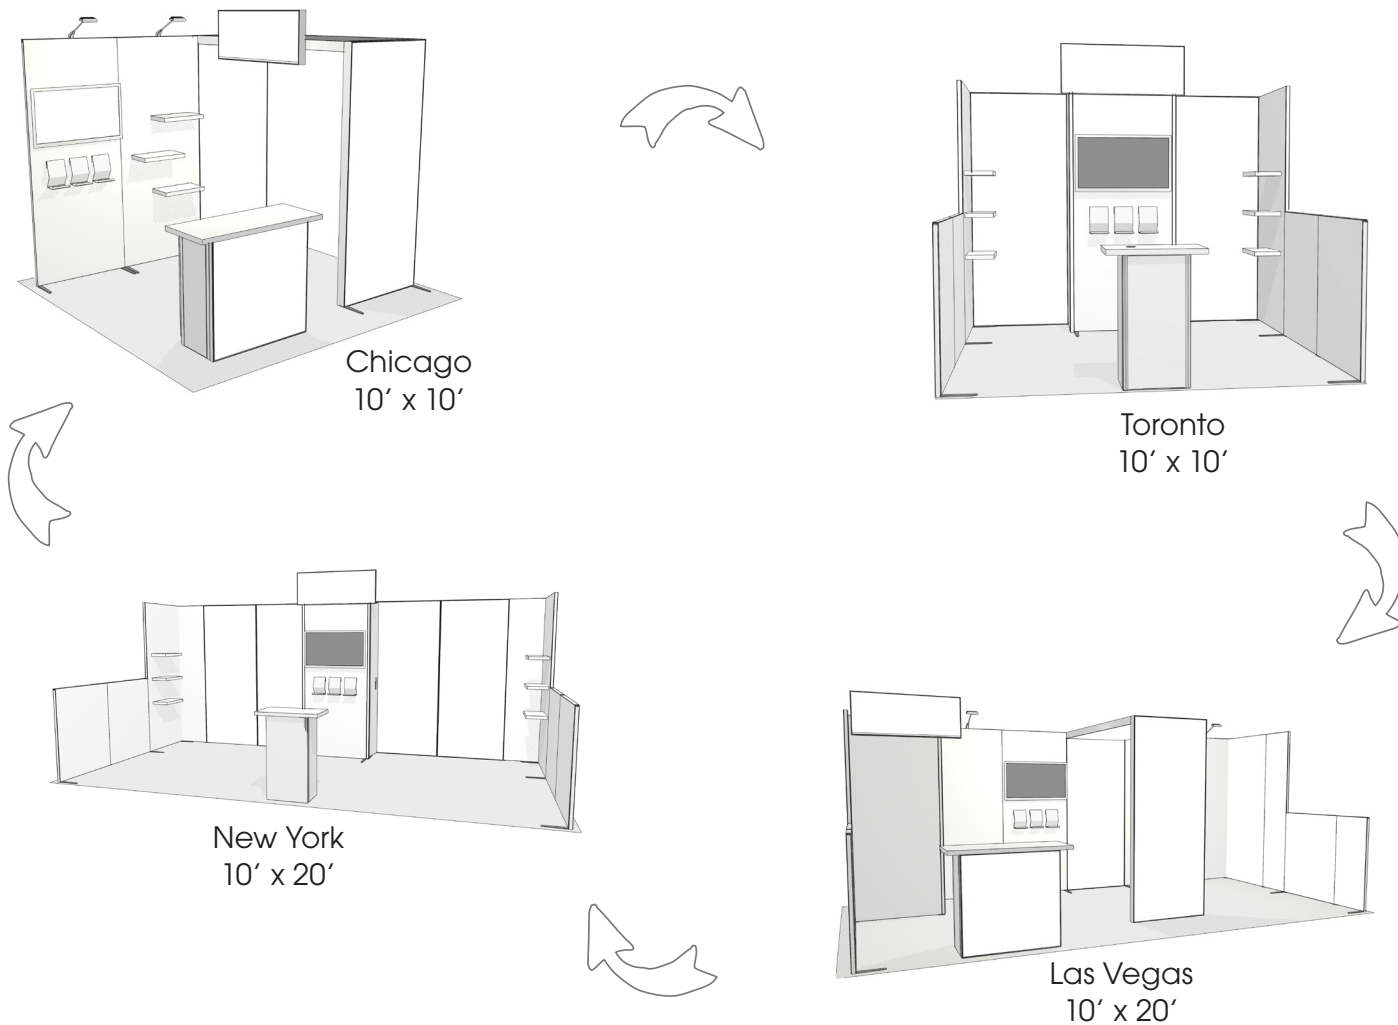 Chicago
10’ x 10’
Toronto
10’ x 10’
New York
10’ x 20’
Las Vegas
10’ x 20’